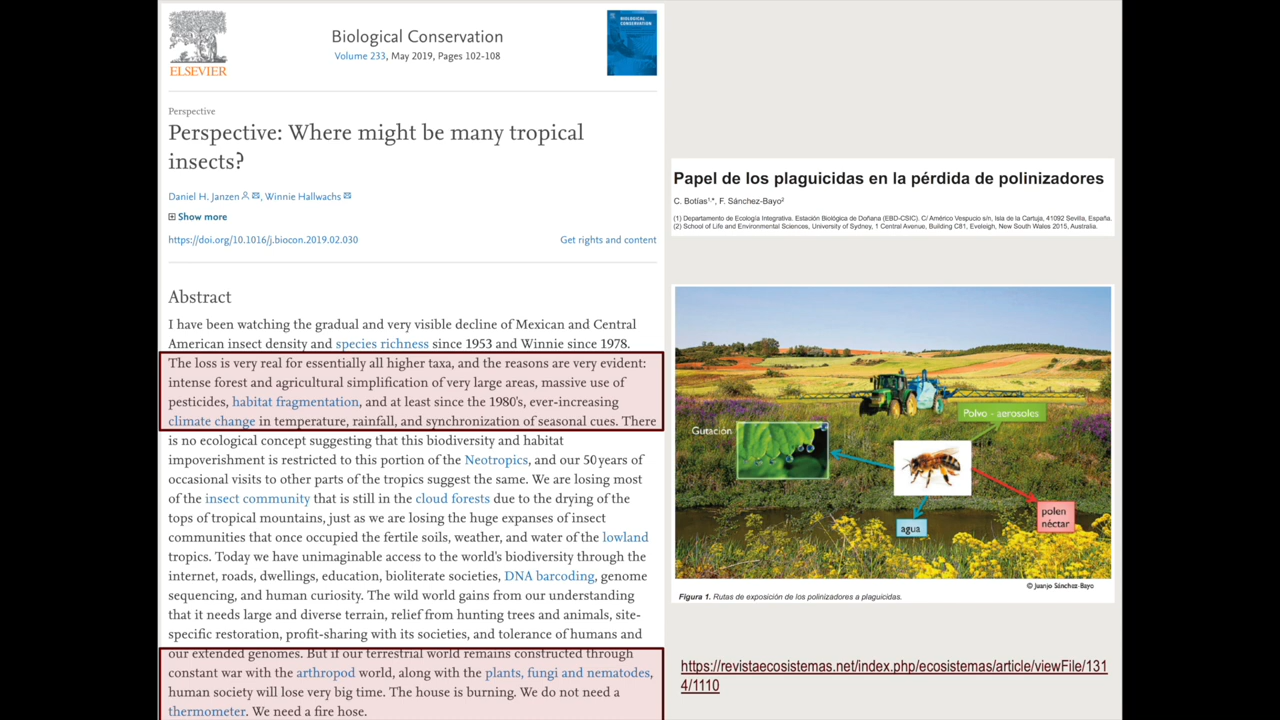 ELSEVIER
Biological Conservation
Volume 233, May 2019, Pages 102-108
BIOLOGICAL
CONSERVATION
Perspective
Perspective: Where might be many tropical
insects?
Daniel H. Janzen, Winnie Hallwachs
Show more
https://doi.org/10.1016/j.biocon.2019.02.030
Get rights and content
Abstract
I have been watching the gradual and very visible decline of Mexican and Central
American insect density and species richness since 1953 and Winnie since 1978.
The loss is very real for essentially all higher taxa, and the reasons are very evident:
intense forest and agricultural simplification of very large areas, massive use of
pesticides, habitat fragmentation, and at least since the 1980's, ever-increasing
climate change in temperature, rainfall, and synchronization of seasonal cues. There
is no ecological concept suggesting that this biodiversity and habitat
impoverishment is restricted to this portion of the Neotropics, and our 50 years of
occasional visits to other parts of the tropics suggest the same. We are losing most
of the insect community that is still in the cloud forests due to the drying of the
tops of tropical mountains, just as we are losing the huge expanses of insect
communities that once occupied the fertile soils, weather, and water of the lowland
tropics. Today we have unimaginable access to the world's biodiversity through the
internet, roads, dwellings, education, bioliterate societies, DNA barcoding, genome
sequencing, and human curiosity. The wild world gains from our understanding
that it needs large and diverse terrain, relief from hunting trees and animals, site-
specific restoration, profit-sharing with its societies, and tolerance of humans and
our extended genomes. But if our terrestrial world remains constructed through
constant war with the arthropod world, along with the plants, fungi and nematodes,
human society will lose very big time. The house is burning. We do not need a
thermometer. We need a fire hose.
Papel de los plaguicidas en la pérdida de polinizadores
C. Botías¹,*, F. Sánchez-Bayo²
(1) Departamento de Ecología Integrativa. Estación Biológica de Doñana (EBD-CSIC). C/ Américo Vespucio s/n, Isla de la Cartuja, 41092 Sevilla, España.
(2) School of Life and Environmental Sciences, University of Sydney, 1 Central Avenue, Building C81, Eveleigh, New South Wales 2015, Australia.
Polvo - aerosoles
Gutación
polen
néctar
agua
© Juanjo Sánchez-Bayo
Figura 1. Rutas de exposición de los polinizadores a plaguicidas.
https://revistaecosistemas.net/index.php/ecosistemas/article/viewFile/131
4/1110